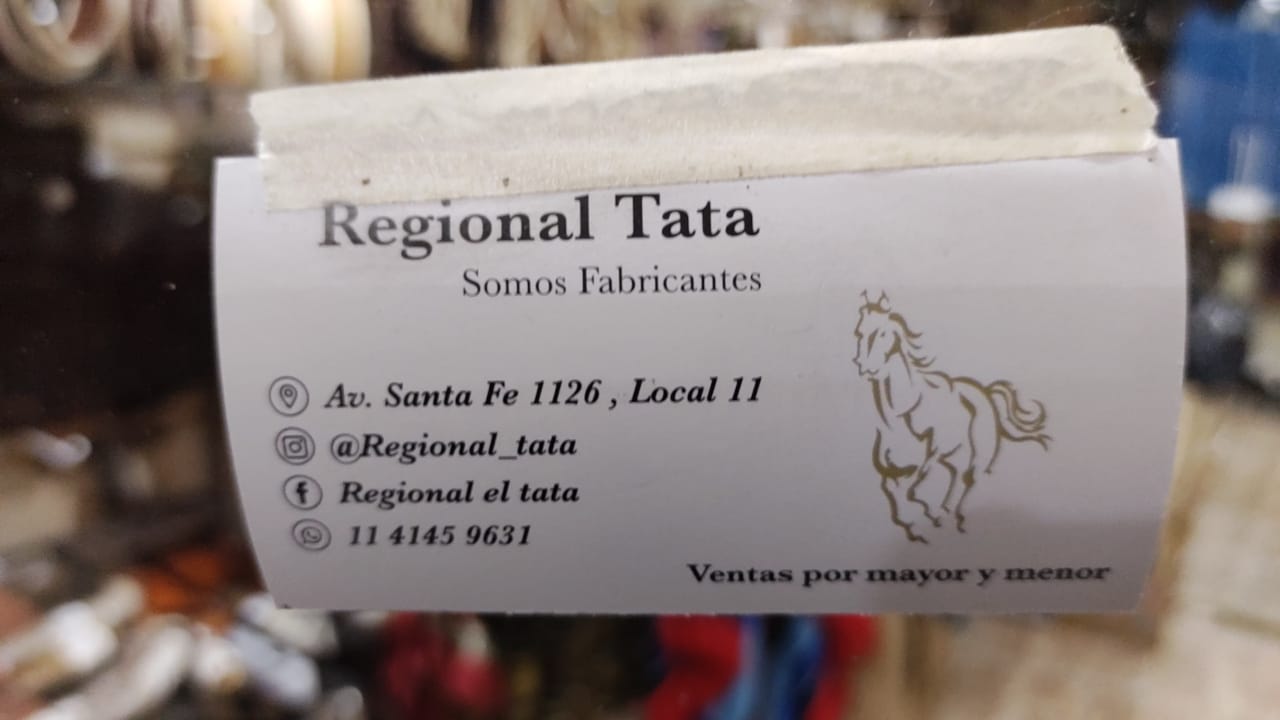 Regional Tata
Somos Fabricantes
Av. Santa Fe 1126 , Local 11
@Regional_tata
Regional el tata
11 4145 9631
Ventas por mayor y menor